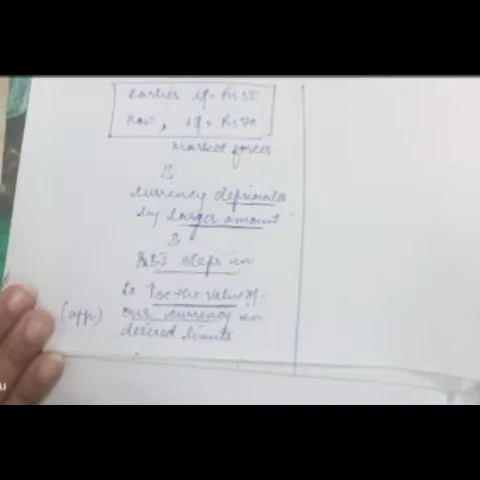 earlier 1$ = Rs 50
Now, 1$ = Rs 70
market forces
⇓
currency depriciates
by larger amount
⇓
RBI steps in
to ↑se the value of
(app) our currency in
desired limits